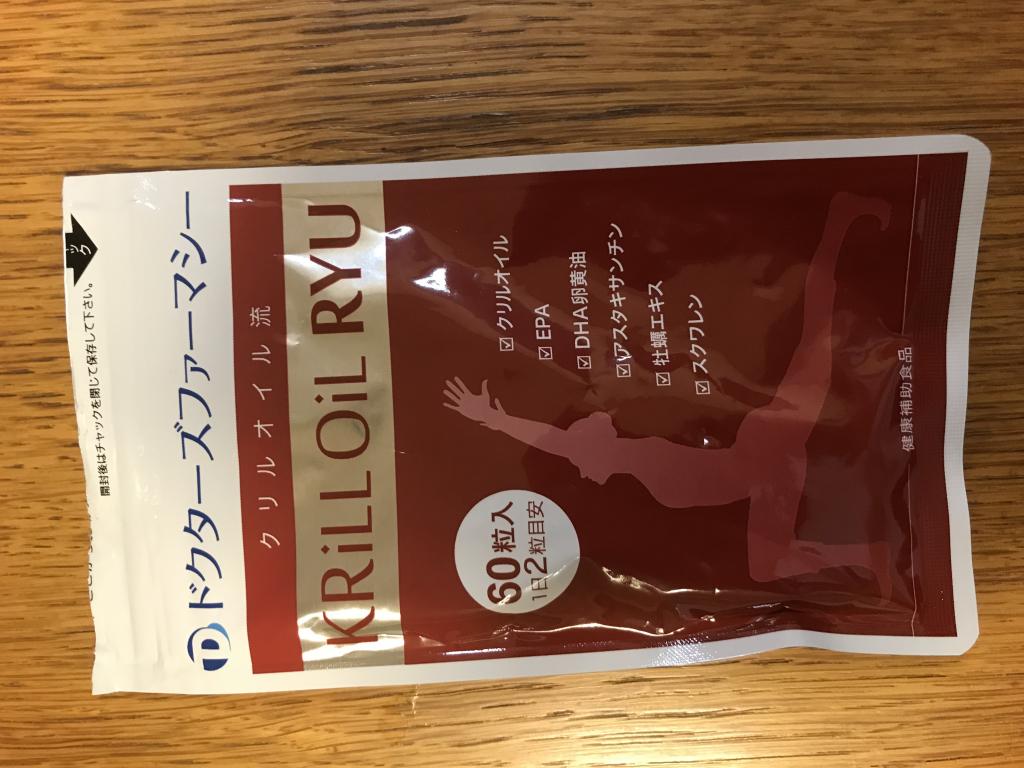 ック
開封後はチャックを閉じて保存して下さい。
ドクターズファーマシー
クリルオイル流
KRiLLOiL RYU
☑ クリルオイル
☑ EPA
☑ DHA卵黄油
☑ アスタキサンチン
☑ 牡蠣エキス
☑ スクワレン
60粒入
1日2粒目安
健康補助食品